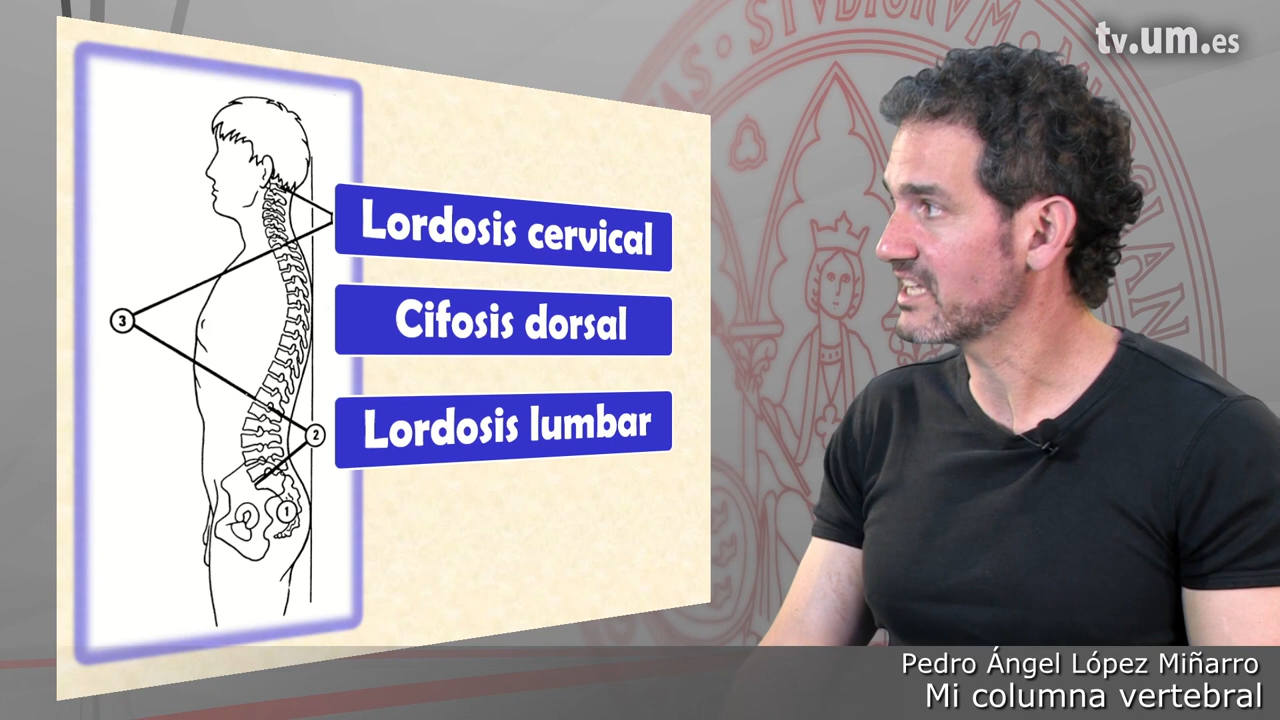 tv.um.es
STVDIORVM
Lordosis cervical
3
Cifosis dorsal
Lordosis lumbar
2
1
Pedro Ángel López Miñarro
Mi columna vertebral